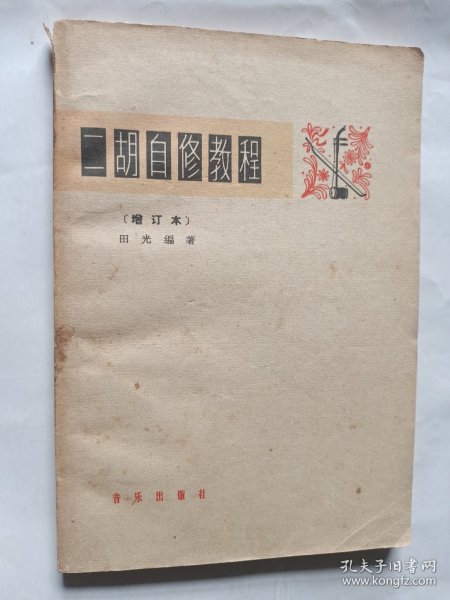 二胡自修教程
〔增订本〕
田光编著
音乐出版社
孔夫子旧书网
www.kongfz.com